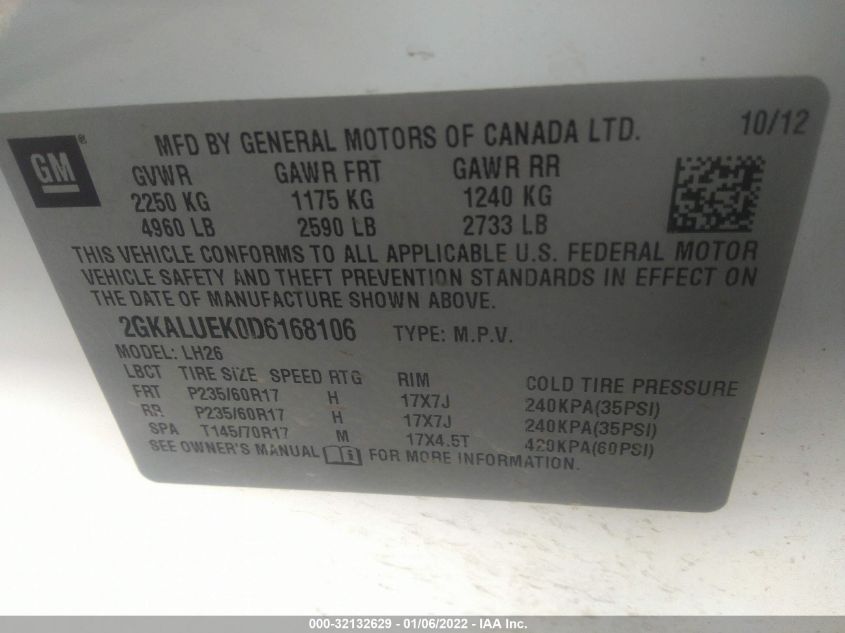 GM ®
MFD BY GENERAL MOTORS OF CANADA LTD. 10/12
GVWR GAWR FRT GAWR RR
2250 KG 1175 KG 1240 KG
4960 LB 2590 LB 2733 LB
THIS VEHICLE CONFORMS TO ALL APPLICABLE U.S. FEDERAL MOTOR
VEHICLE SAFETY AND THEFT PREVENTION STANDARDS IN EFFECT ON
THE DATE OF MANUFACTURE SHOWN ABOVE.
2GKALUEK0D6168106 TYPE: M.P.V.
MODEL: LH26
LBCT TIRE SIZE SPEED RTG RIM COLD TIRE PRESSURE
FRT P235/60R17 H 17X7J 240KPA(35PSI)
RR P235/60R17 H 17X7J 240KPA(35PSI)
SPA T145/70R17 M 17X4.5T 420KPA(60PSI)
SEE OWNER'S MANUAL FOR MORE INFORMATION.
000-32132629 - 01/06/2022 - IAA Inc.